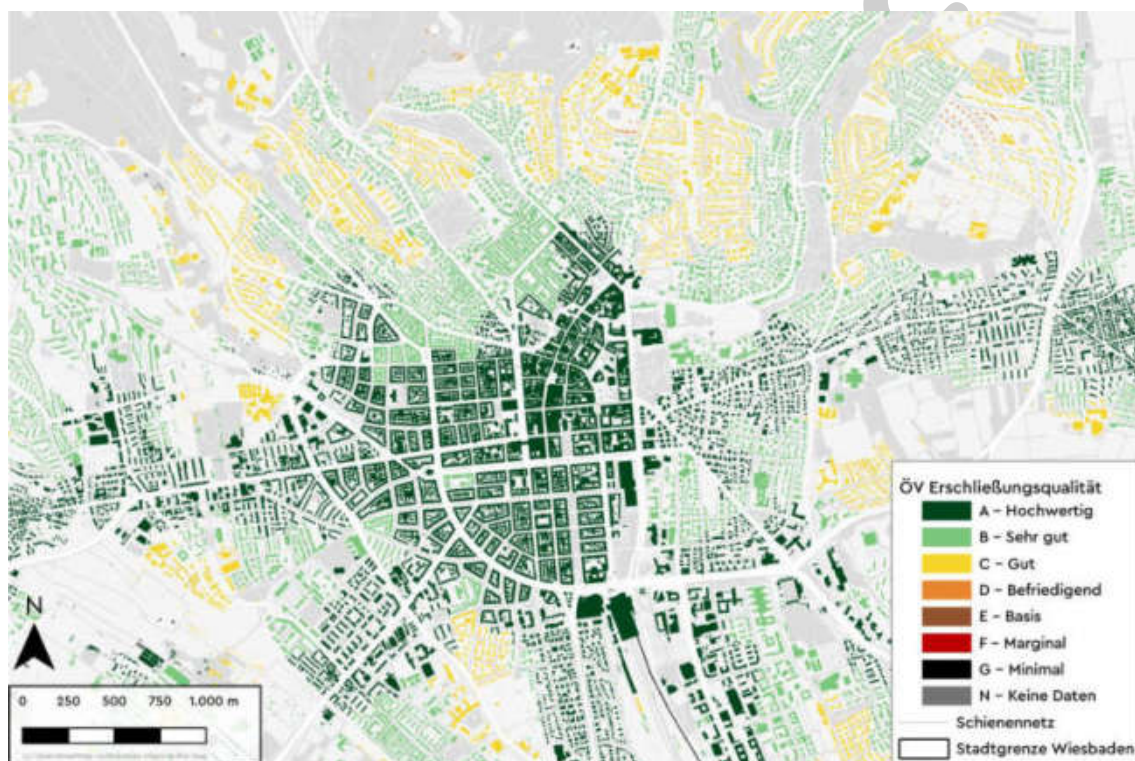 ÖV Erschließungsqualität
A – Hochwertig
B – Sehr gut
C – Gut
D – Befriedigend
E – Basis
F – Marginal
G – Minimal
N – Keine Daten
Schienennetz
Stadtgrenze Wiesbaden
N
0 250 500 750 1.000 m